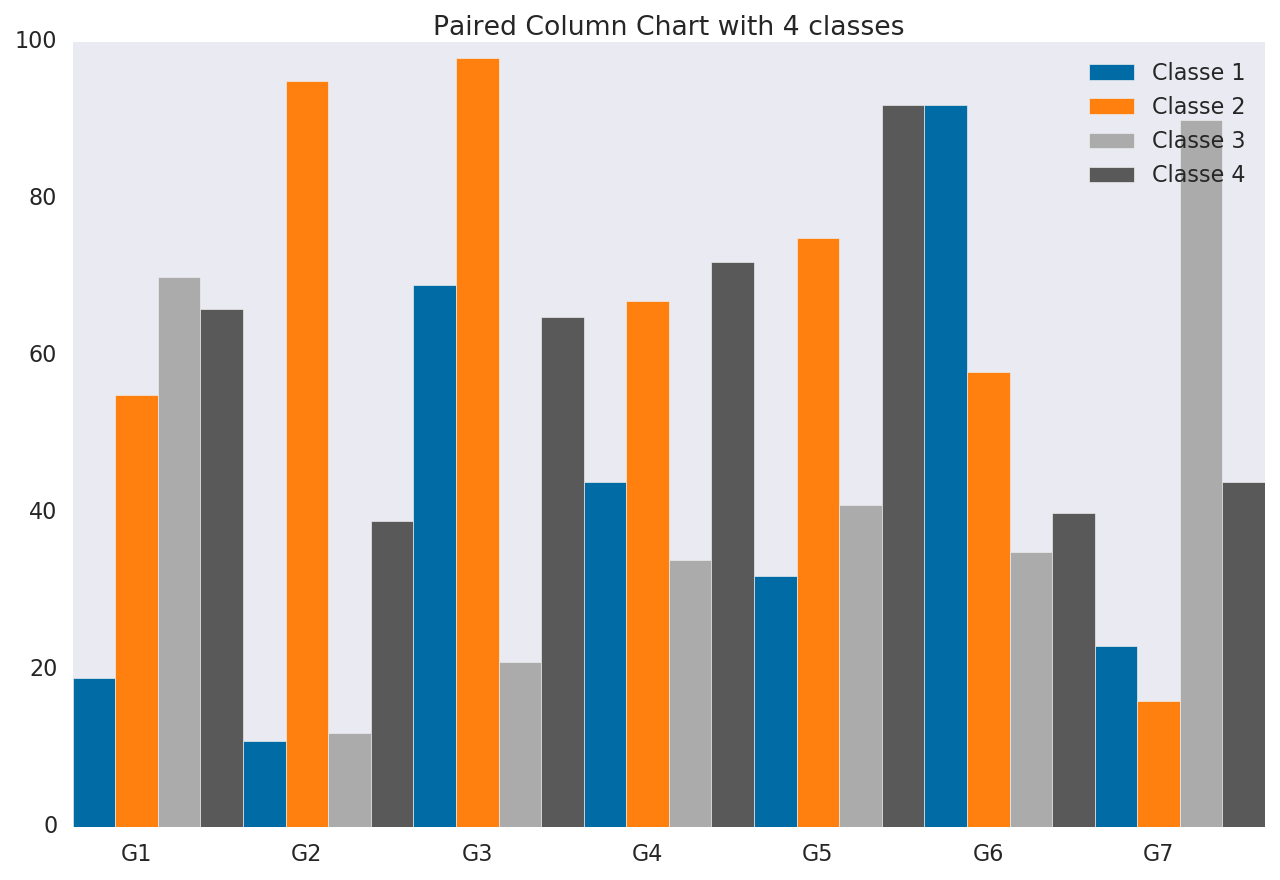 Paired Column Chart with 4 classes
100
80
60
40
20
0
Classe 1
Classe 2
Classe 3
Classe 4
G1 G2 G3 G4 G5 G6 G7